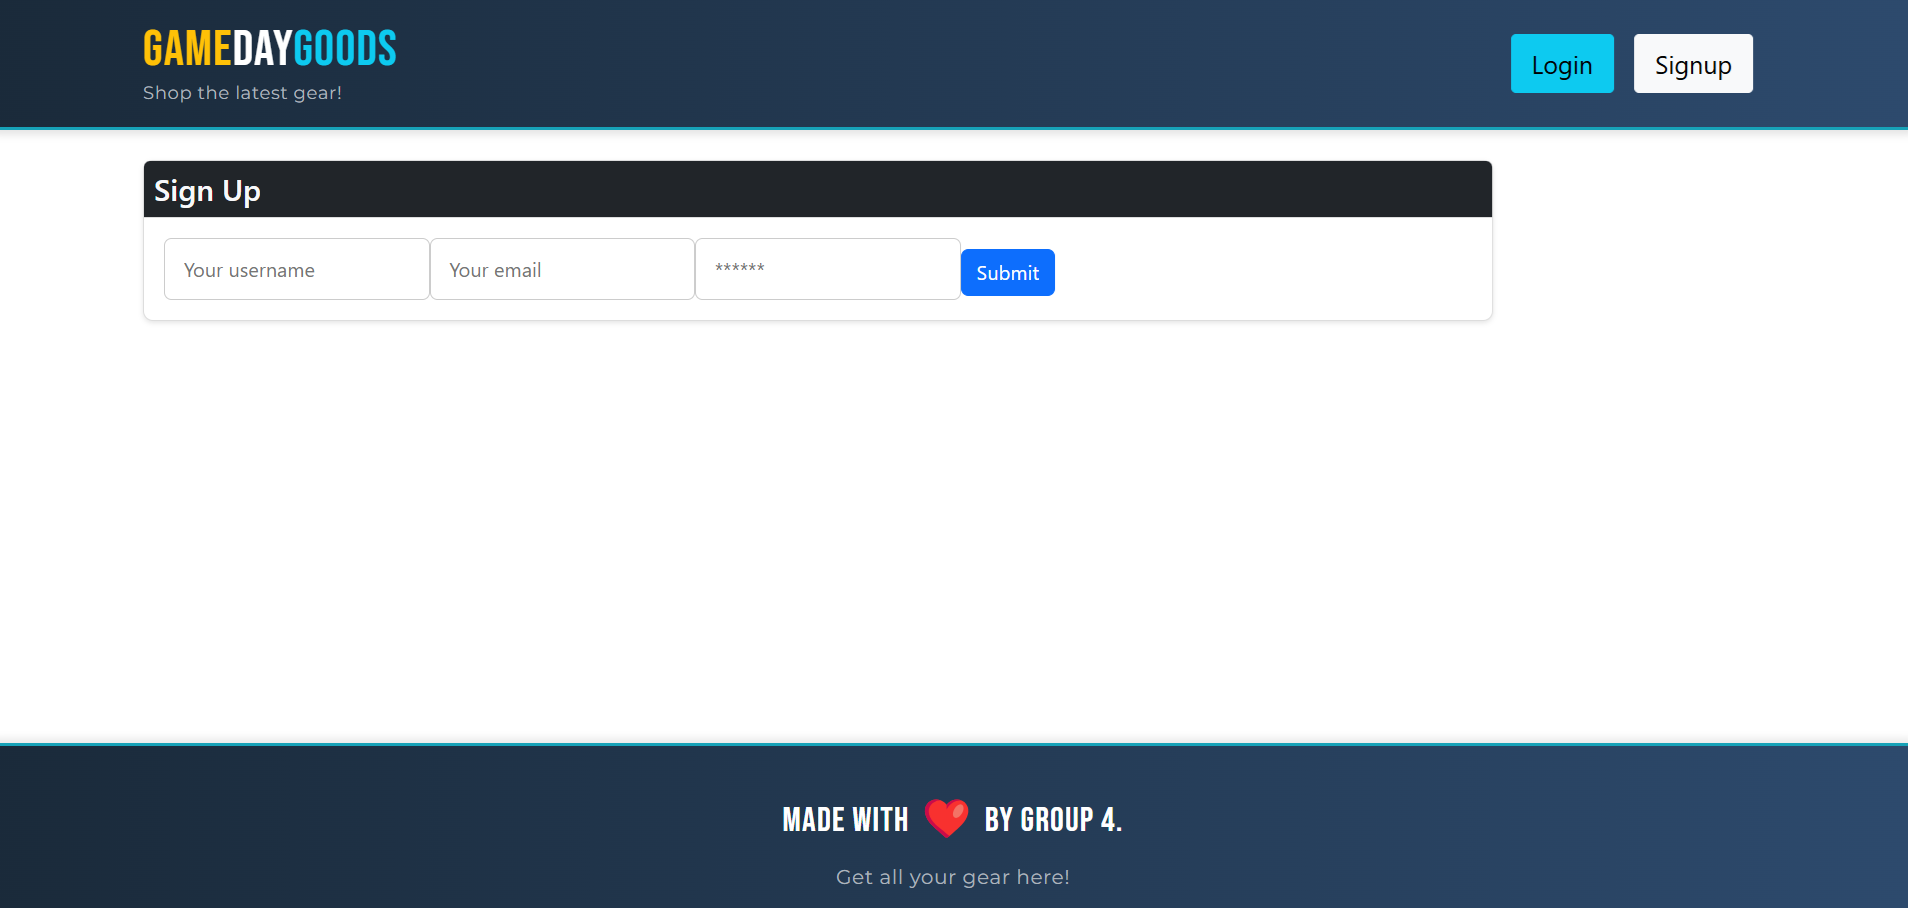 GAMEDAYGOODS
Shop the latest gear!
Login Signup
Sign Up
Your username Your email ****** Submit
MADE WITH ❤️ BY GROUP 4.
Get all your gear here!